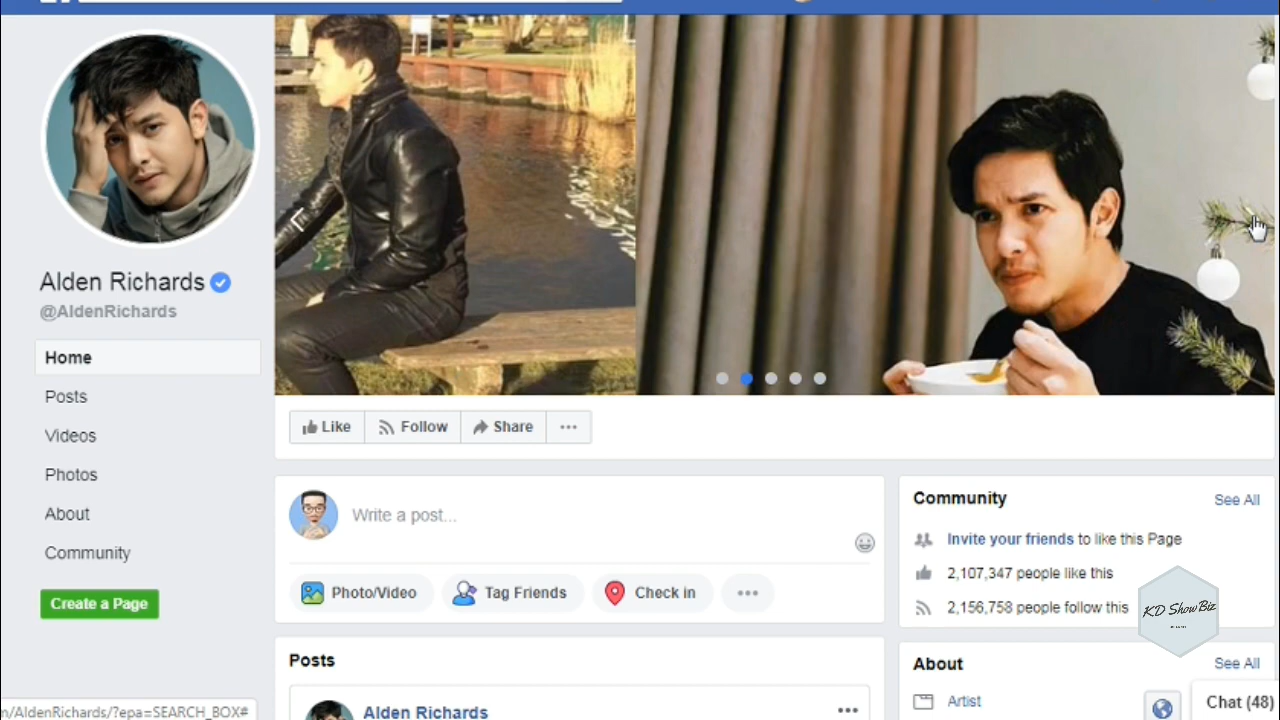 Alden Richards
@AldenRichards
Home
Posts
Videos
Photos
About
Community
Create a Page
Like
Follow
Share
Write a post...
Photo/Video
Tag Friends
Check in
Posts
Alden Richards
Community
See All
Invite your friends to like this Page
2,107,347 people like this
2,156,758 people follow this
KD ShowBiz
About
See All
Artist
Chat (48)
m/AldenRichards/?epa=SEARCH_BOX#